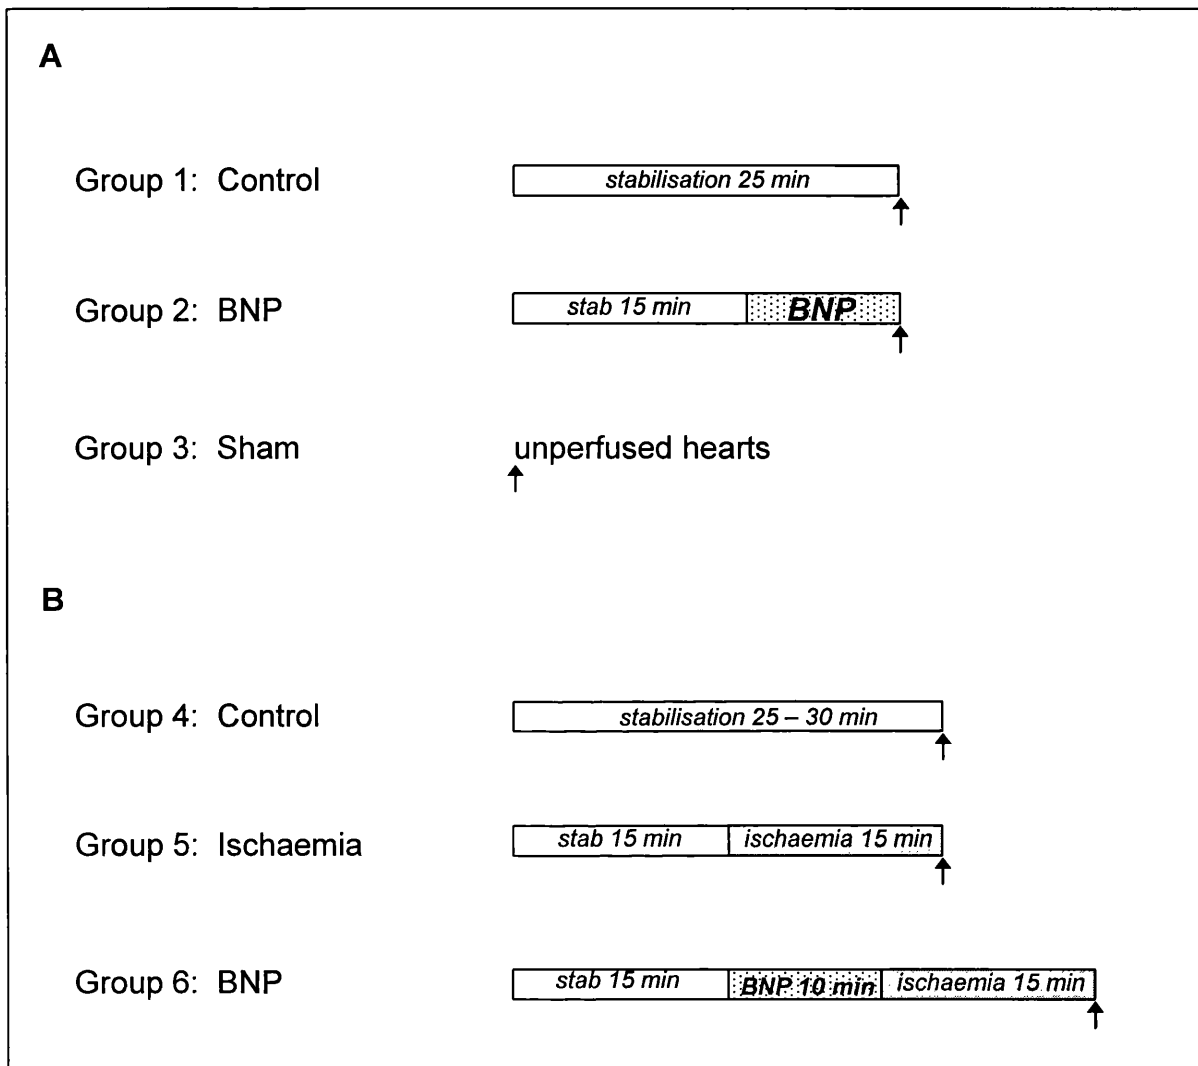 A
Group 1: Control
stabilisation 25 min
Group 2: BNP
stab 15 min
BNP
Group 3: Sham
unperfused hearts
B
Group 4: Control
stabilisation 25 – 30 min
Group 5: Ischaemia
stab 15 min
ischaemia 15 min
Group 6: BNP
stab 15 min
BNP 10 min
ischaemia 15 min